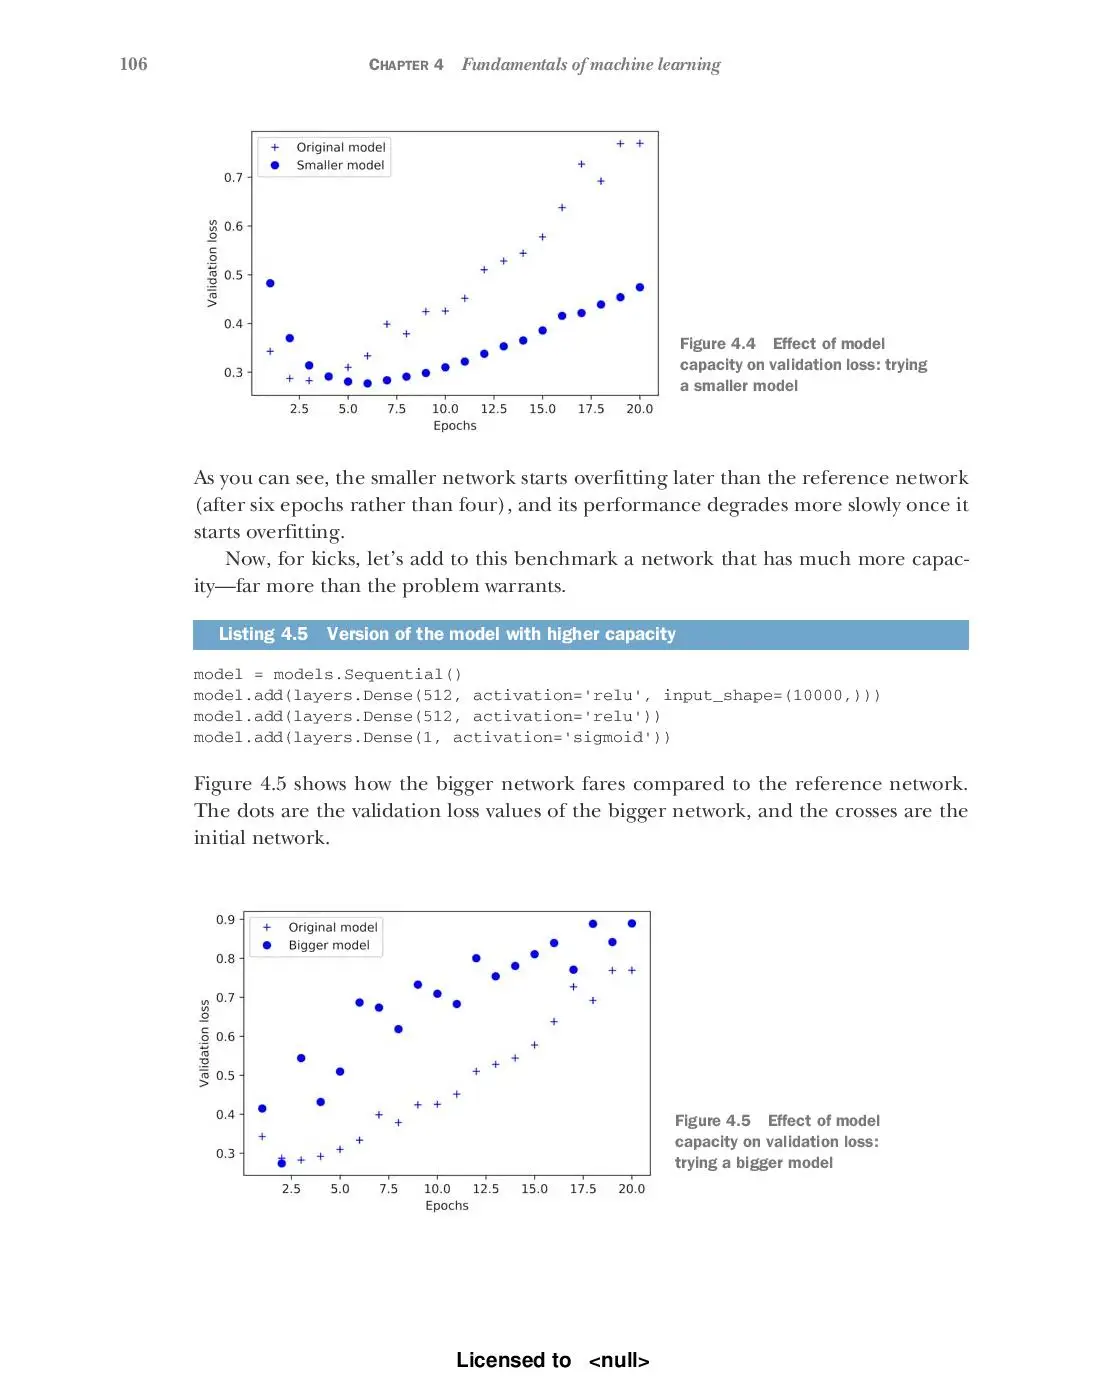 106
CHAPTER 4 Fundamentals of machine learning
Original model
Smaller model
0.7
0.6
0.5
0.4
0.3
Validation loss
2.5 5.0 7.5 10.0 12.5 15.0 17.5 20.0
Epochs
Figure 4.4 Effect of model
capacity on validation loss: trying
a smaller model
As you can see, the smaller network starts overfitting later than the reference network
(after six epochs rather than four), and its performance degrades more slowly once it
starts overfitting.
Now, for kicks, let’s add to this benchmark a network that has much more capac-
ity—far more than the problem warrants.
Listing 4.5 Version of the model with higher capacity
model = models.Sequential()
model.add(layers.Dense(512, activation='relu', input_shape=(10000,)))
model.add(layers.Dense(512, activation='relu'))
model.add(layers.Dense(1, activation='sigmoid'))
Figure 4.5 shows how the bigger network fares compared to the reference network.
The dots are the validation loss values of the bigger network, and the crosses are the
initial network.
Original model
Bigger model
0.9
0.8
0.7
0.6
0.5
0.4
0.3
Validation loss
2.5 5.0 7.5 10.0 12.5 15.0 17.5 20.0
Epochs
Figure 4.5 Effect of model
capacity on validation loss:
trying a bigger model
Licensed to <null>